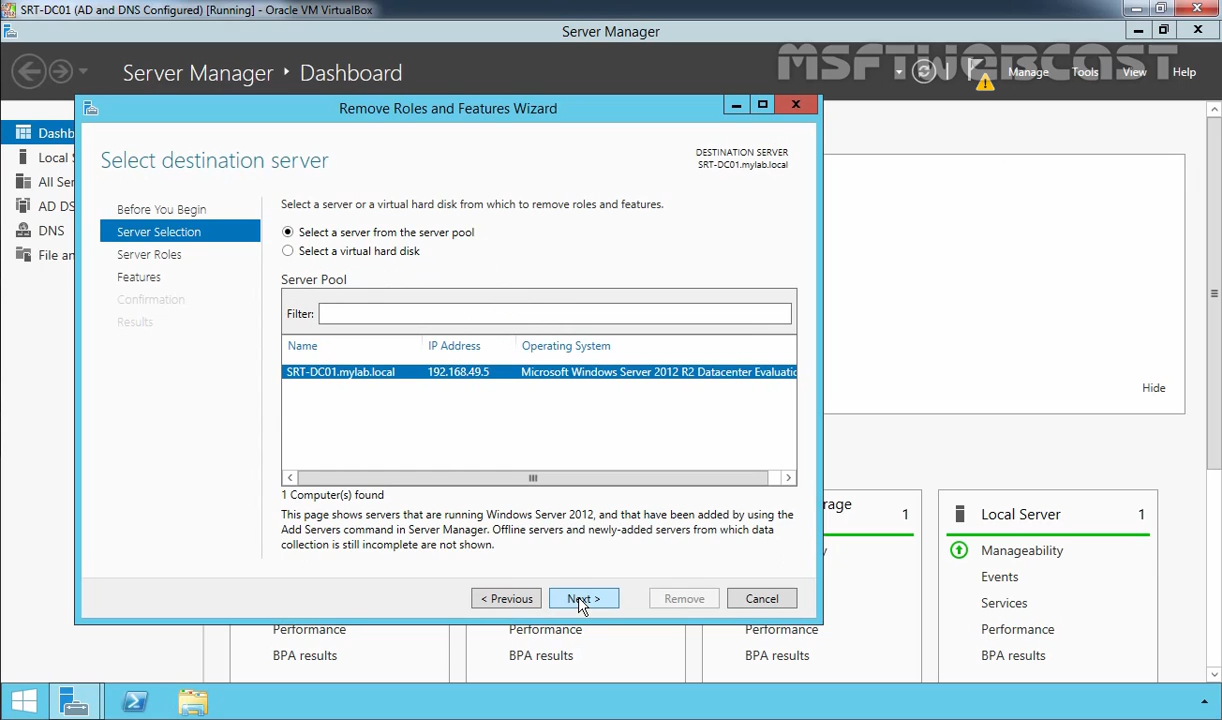 SRT-DC01 (AD and DNS Configured) [Running] - Oracle VM VirtualBox
Server Manager
Server Manager ‣ Dashboard
MSFTWEBCAST
Manage Tools View Help
Remove Roles and Features Wizard
Select destination server
DESTINATION SERVER
SRT-DC01.mylab.local
Dashb
Local S
All Ser
AD DS
DNS
File an
Before You Begin
Server Selection
Server Roles
Features
Confirmation
Results
Select a server or a virtual hard disk from which to remove roles and features.
Select a server from the server pool
Select a virtual hard disk
Server Pool
Filter:
Name IP Address Operating System
SRT-DC01.mylab.local 192.168.49.5 Microsoft Windows Server 2012 R2 Datacenter Evaluatio
1 Computer(s) found
This page shows servers that are running Windows Server 2012, and that have been added by using the
Add Servers command in Server Manager. Offline servers and newly-added servers from which data
collection is still incomplete are not shown.
< Previous Next > Remove Cancel
Hide
rage 1
Local Server 1
Manageability
Events
Services
Performance Performance Performance Performance
BPA results BPA results BPA results BPA results